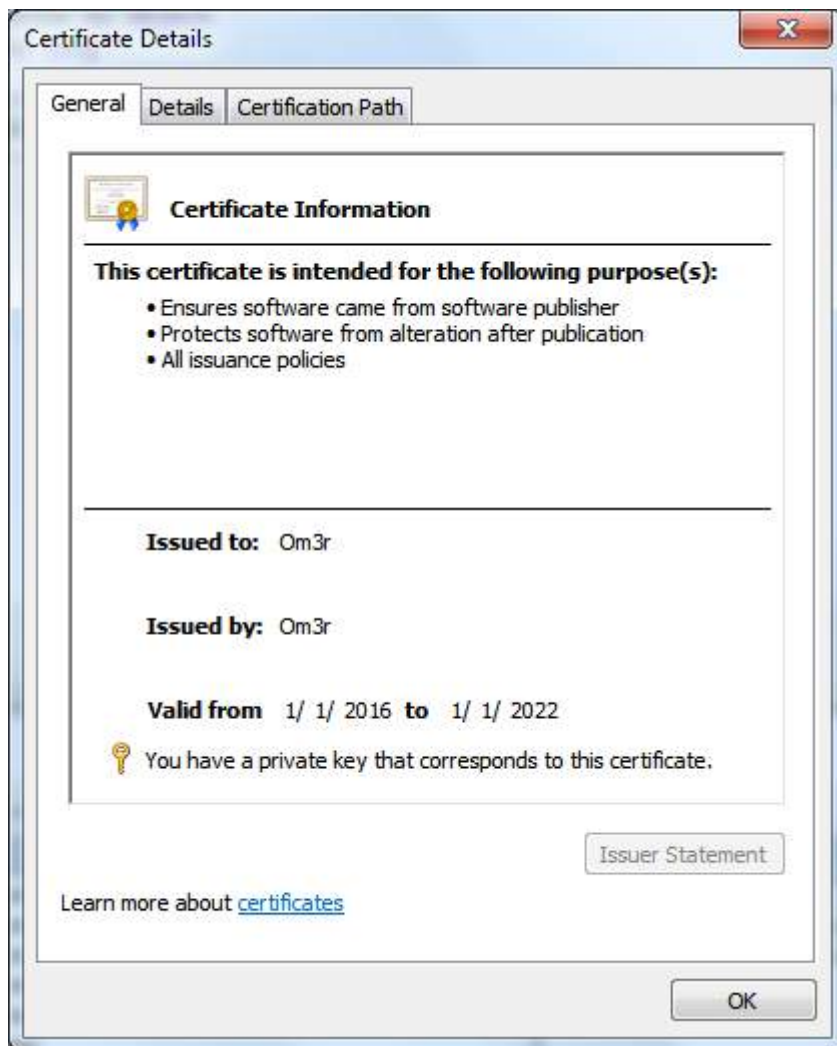 Certificate Details
General Details Certification Path
Certificate Information
This certificate is intended for the following purpose(s):
• Ensures software came from software publisher
• Protects software from alteration after publication
• All issuance policies
Issued to: Om3r
Issued by: Om3r
Valid from 1/ 1/ 2016 to 1/ 1/ 2022
You have a private key that corresponds to this certificate.
Issuer Statement
Learn more about certificates
OK